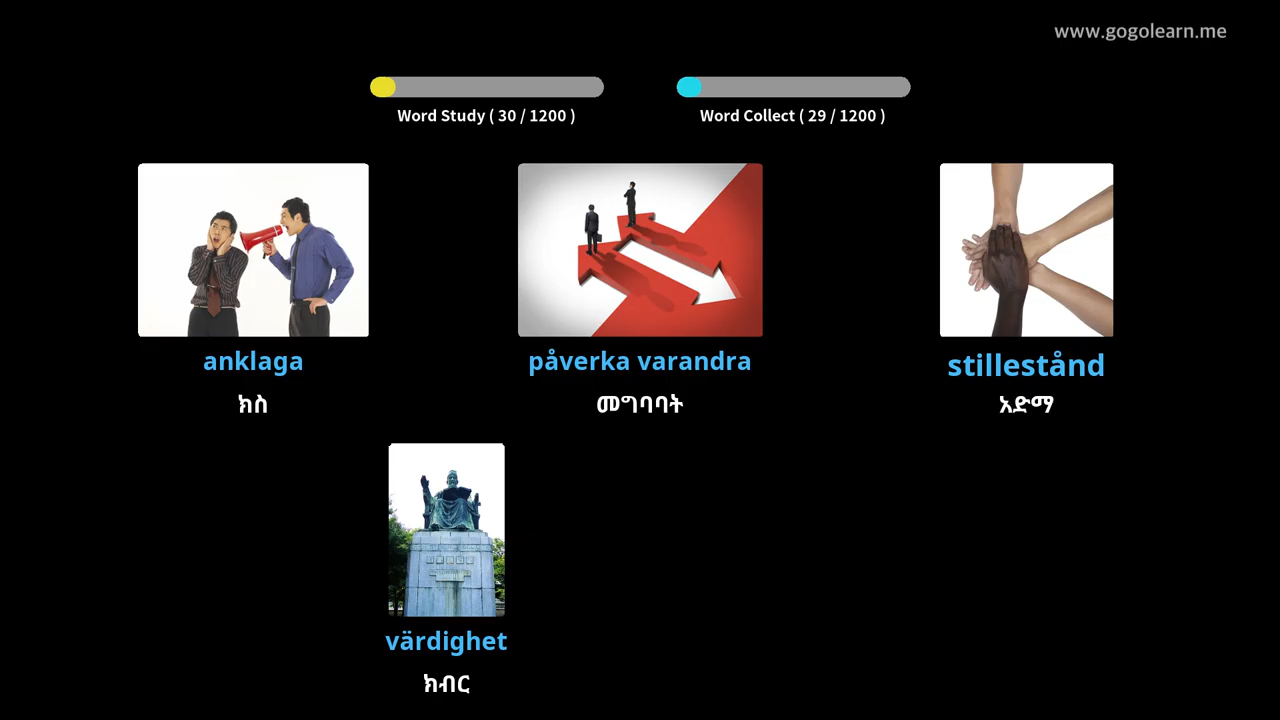 www.gogolearn.me
Word Study ( 30 / 1200 )
Word Collect ( 29 / 1200 )
anklaga
påverka varandra
stillestånd
ክስ
መግባባት
አድማ
värdighet
ክብር